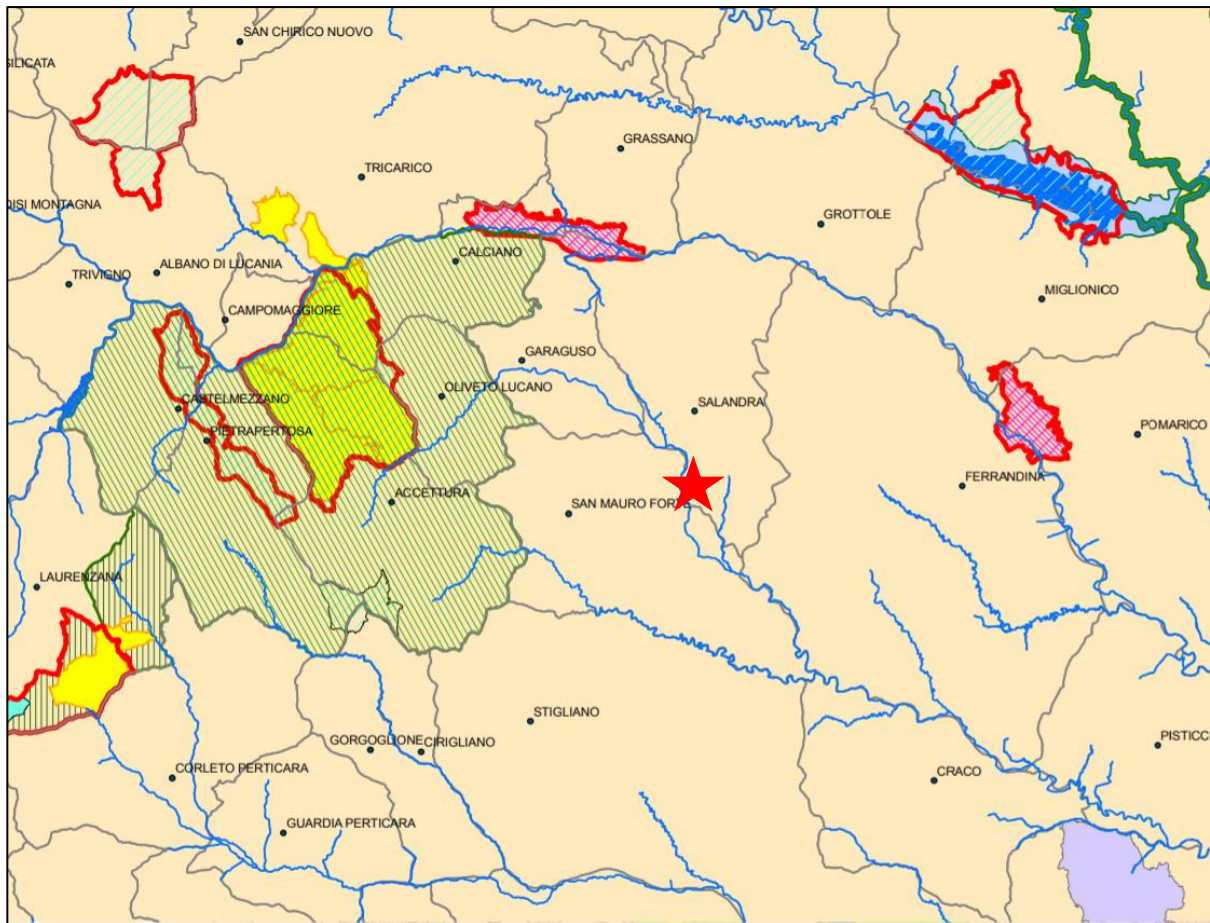 SAN CHIRICO NUOVO
SILICATA
GRASSANO
TRICARICO
DISI MONTAGNA
GROTTOLE
CALCIANO
ALBANO DI LUCANIA
TRIVIGNO
MIGLIONICO
CAMPOMAGGIORE
GARAGUSO
OLIVETO LUCANO
CASTELMEZZANO
SALANDRA
PIETRAPERTOSA
POMARICO
FERRANDINA
ACCETTURA
SAN MAURO FORTE
LAURENZANA
STIGLIANO
GORGOGLIONE
CIRIGLIANO
PISTICC
CORLETO PERTICARA
CRACO
GUARDIA PERTICARA